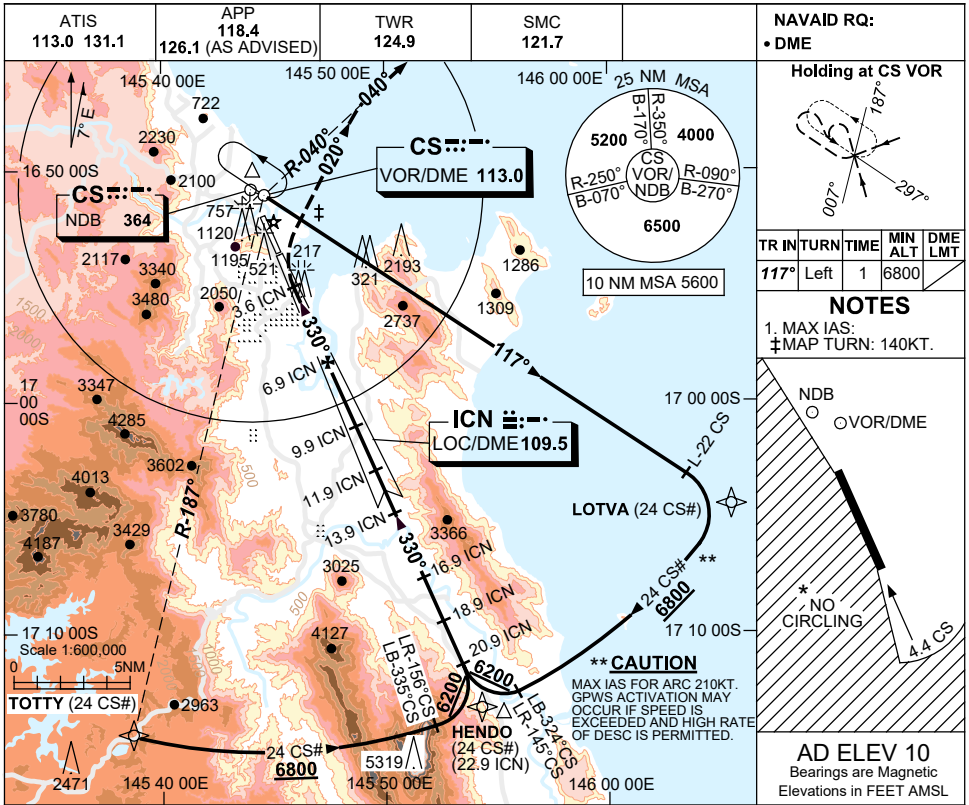 ATIS
113.0 131.1
APP
118.4
126.1 (AS ADVISED)
TWR
124.9
SMC
121.7
NAVAID RQ:
• DME
145 40 00E
145 50 00E
146 00 00E
7° E
722
2230
2100
16 50 00S
CS
NDB 364
CS
VOR/DME 113.0
R-040°
-040°
020°
‡
25 NM MSA
5200
4000
6500
B-170°
R-350°
R-250°
B-070°
R-090°
B-270°
CS
VOR/
NDB
10 NM MSA 5600
757
1120
1195
521
217
2117
3340
3480
2050
3.6 ICN
321
2193
2737
1286
1309
1500
2000
330°
117°
6.9 ICN
17
00
00S
17 00 00S
3347
4285
4013
3602
3780
4187
3429
500
R-187°
9.9 ICN
11.9 ICN
13.9 ICN
ICN
LOC/DME 109.5
L-22 CS
LOTVA (24 CS#)
3366
330°
16.9 ICN
18.9 ICN
20.9 ICN
24 CS#
6800
**
3025
500
4127
17 10 00S
17 10 00S
Scale 1:600,000
0
5NM
1000
TOTTY (24 CS#)
2963
2471
LR-156°CS
LB-335°CS
6200
6200
** CAUTION
MAX IAS FOR ARC 210KT.
GPWS ACTIVATION MAY
OCCUR IF SPEED IS
EXCEEDED AND HIGH RATE
OF DESC IS PERMITTED.
LB-324°CS
LR-145°CS
HENDO
(24 CS#)
(22.9 ICN)
24 CS#
6800
5319
145 40 00E
145 50 00E
146 00 00E
Holding at CS VOR
187°
007°
297°
TR IN TURN TIME MIN ALT DME LMT
117° Left 1 6800
NOTES
1. MAX IAS:
‡MAP TURN: 140KT.
NDB
VOR/DME
* NO
CIRCLING
4.4 CS
AD ELEV 10
Bearings are Magnetic
Elevations in FEET AMSL